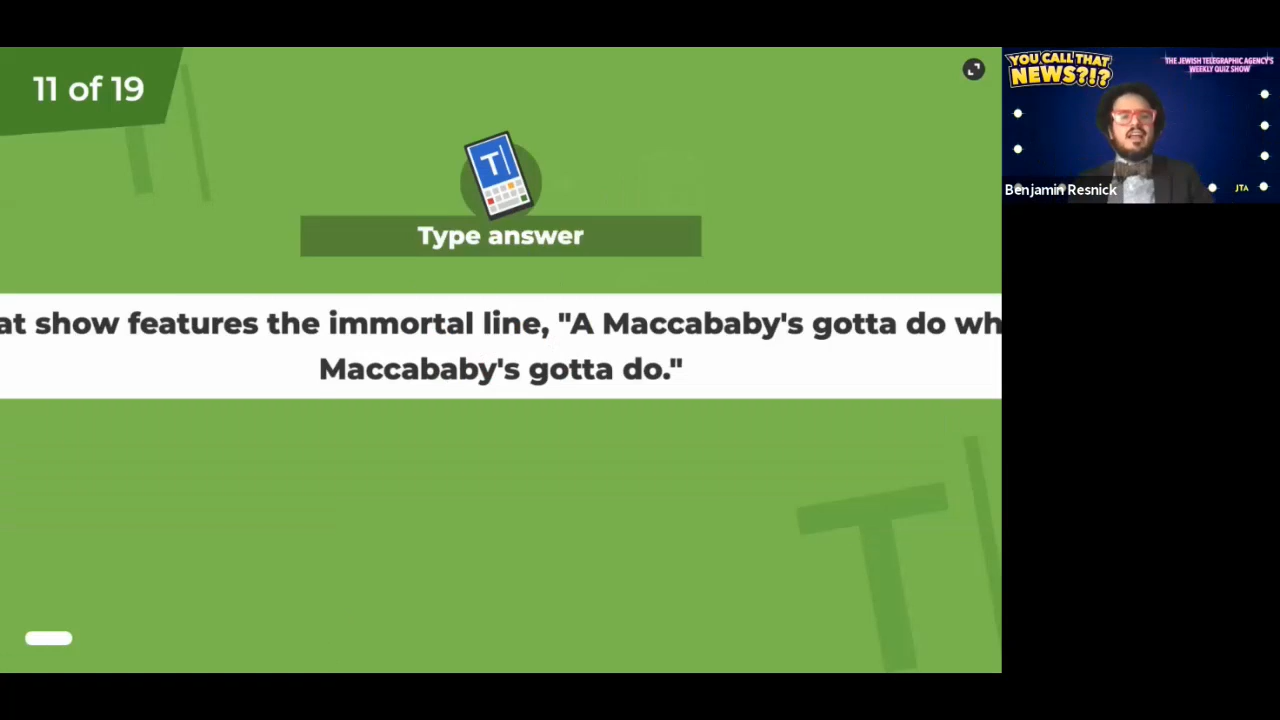 11 of 19
T
Type answer
at show features the immortal line, "A Maccababy's gotta do wh
Maccababy's gotta do."
YOU CALL THAT
NEWS?!?
THE JEWISH TELEGRAPHIC AGENCY'S
WEEKLY QUIZ SHOW
Benjamin Resnick
JTA